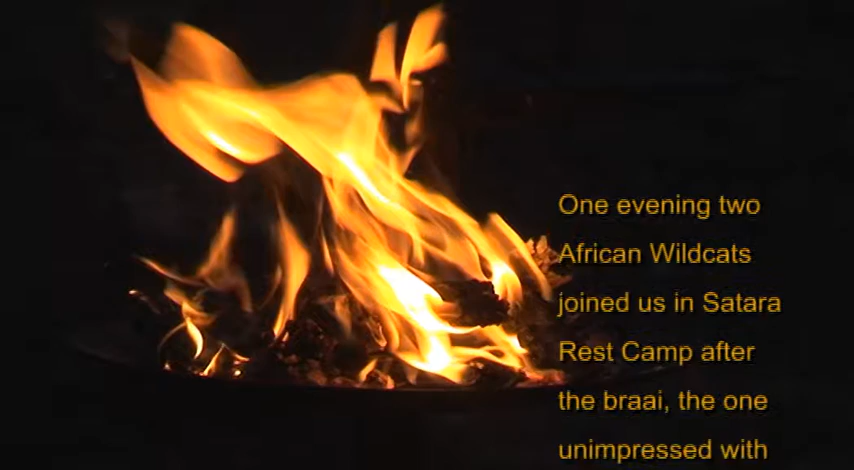 One evening two
African Wildcats
joined us in Satara
Rest Camp after
the braai, the one
unimpressed with